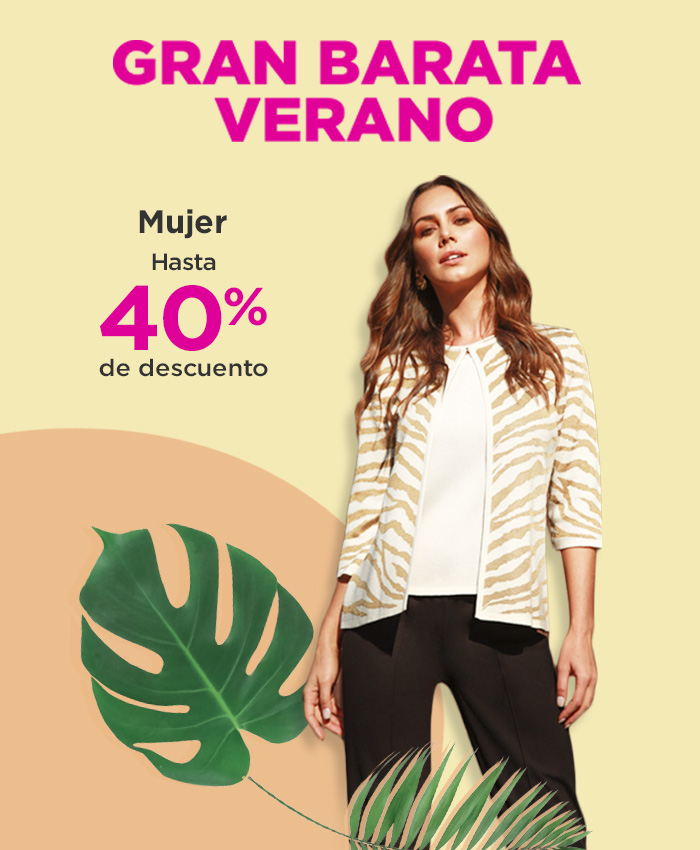 GRAN BARATA
VERANO
Mujer
Hasta
40%
de descuento